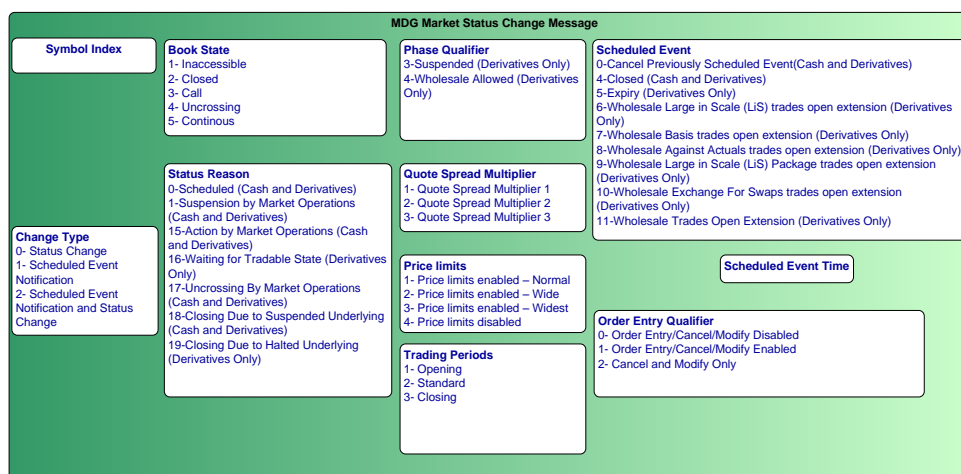 MDG Market Status Change Message
Symbol Index
Change Type
0- Status Change
1- Scheduled Event
Notification
2- Scheduled Event
Notification and Status
Change
Book State
1- Inaccessible
2- Closed
3- Call
4- Uncrossing
5- Continous
Status Reason
0-Scheduled (Cash and Derivatives)
1-Suspension by Market Operations
(Cash and Derivatives)
15-Action by Market Operations (Cash
and Derivatives)
16-Waiting for Tradable State (Derivatives
Only)
17-Uncrossing By Market Operations
(Cash and Derivatives)
18-Closing Due to Suspended Underlying
(Cash and Derivatives)
19-Closing Due to Halted Underlying
(Derivatives Only)
Phase Qualifier
3-Suspended (Derivatives Only)
4-Wholesale Allowed (Derivatives
Only)
Quote Spread Multiplier
1- Quote Spread Multiplier 1
2- Quote Spread Multiplier 2
3- Quote Spread Multiplier 3
Price limits
1- Price limits enabled – Normal
2- Price limits enabled – Wide
3- Price limits enabled – Widest
4- Price limits disabled
Trading Periods
1- Opening
2- Standard
3- Closing
Scheduled Event
0-Cancel Previously Scheduled Event(Cash and Derivatives)
4-Closed (Cash and Derivatives)
5-Expiry (Derivatives Only)
6-Wholesale Large in Scale (LiS) trades open extension (Derivatives
Only)
7-Wholesale Basis trades open extension (Derivatives Only)
8-Wholesale Against Actuals trades open extension (Derivatives Only)
9-Wholesale Large in Scale (LiS) Package trades open extension
(Derivatives Only)
10-Wholesale Exchange For Swaps trades open extension
(Derivatives Only)
11-Wholesale Trades Open Extension (Derivatives Only)
Scheduled Event Time
Order Entry Qualifier
0- Order Entry/Cancel/Modify Disabled
1- Order Entry/Cancel/Modify Enabled
2- Cancel and Modify Only